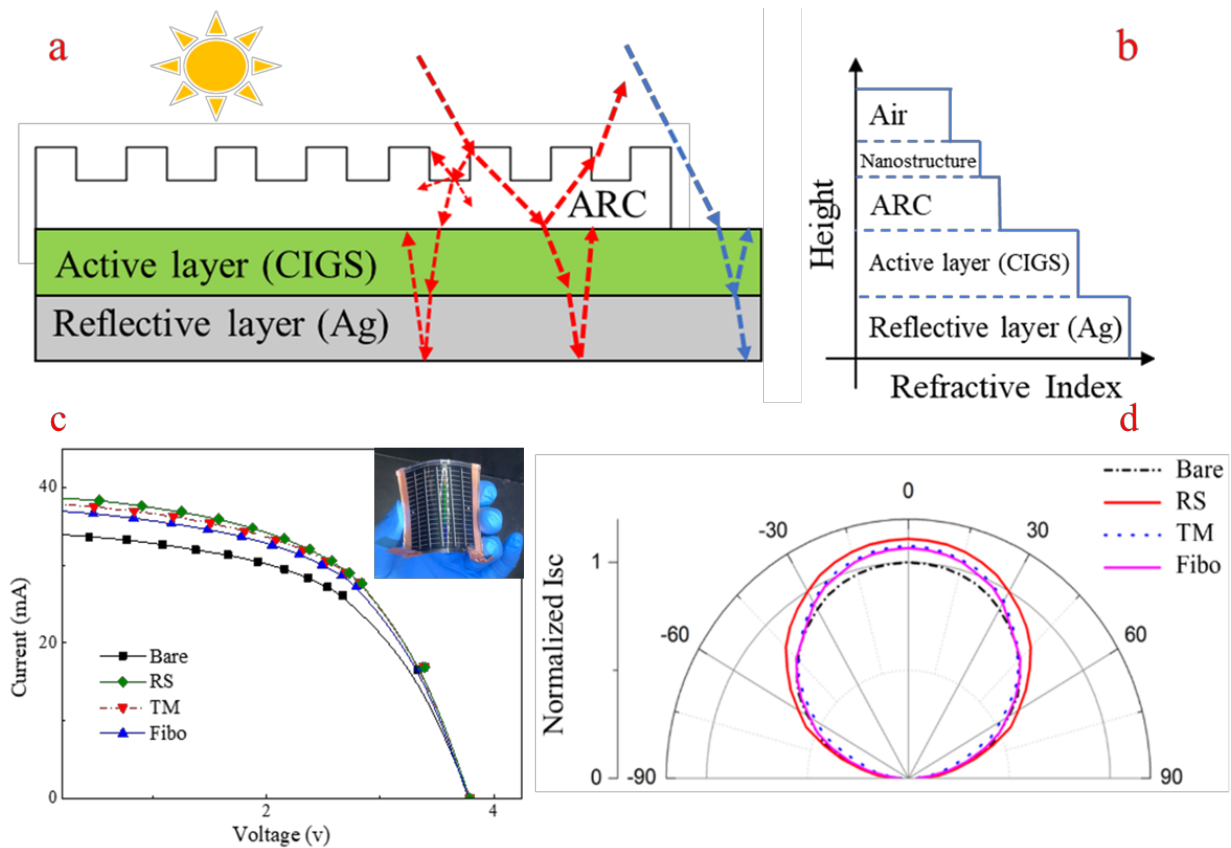 a
ARC
Active layer (CIGS)
Reflective layer (Ag)
b
Air
Nanostructure
ARC
Active layer (CIGS)
Reflective layer (Ag)
Height
Refractive Index
c
40
20
0
2
4
Current (mA)
Voltage (v)
Bare
RS
TM
Fibo
d
Bare
RS
TM
Fibo
0
-30
30
-60
60
-90
90
1
0
Normalized Isc